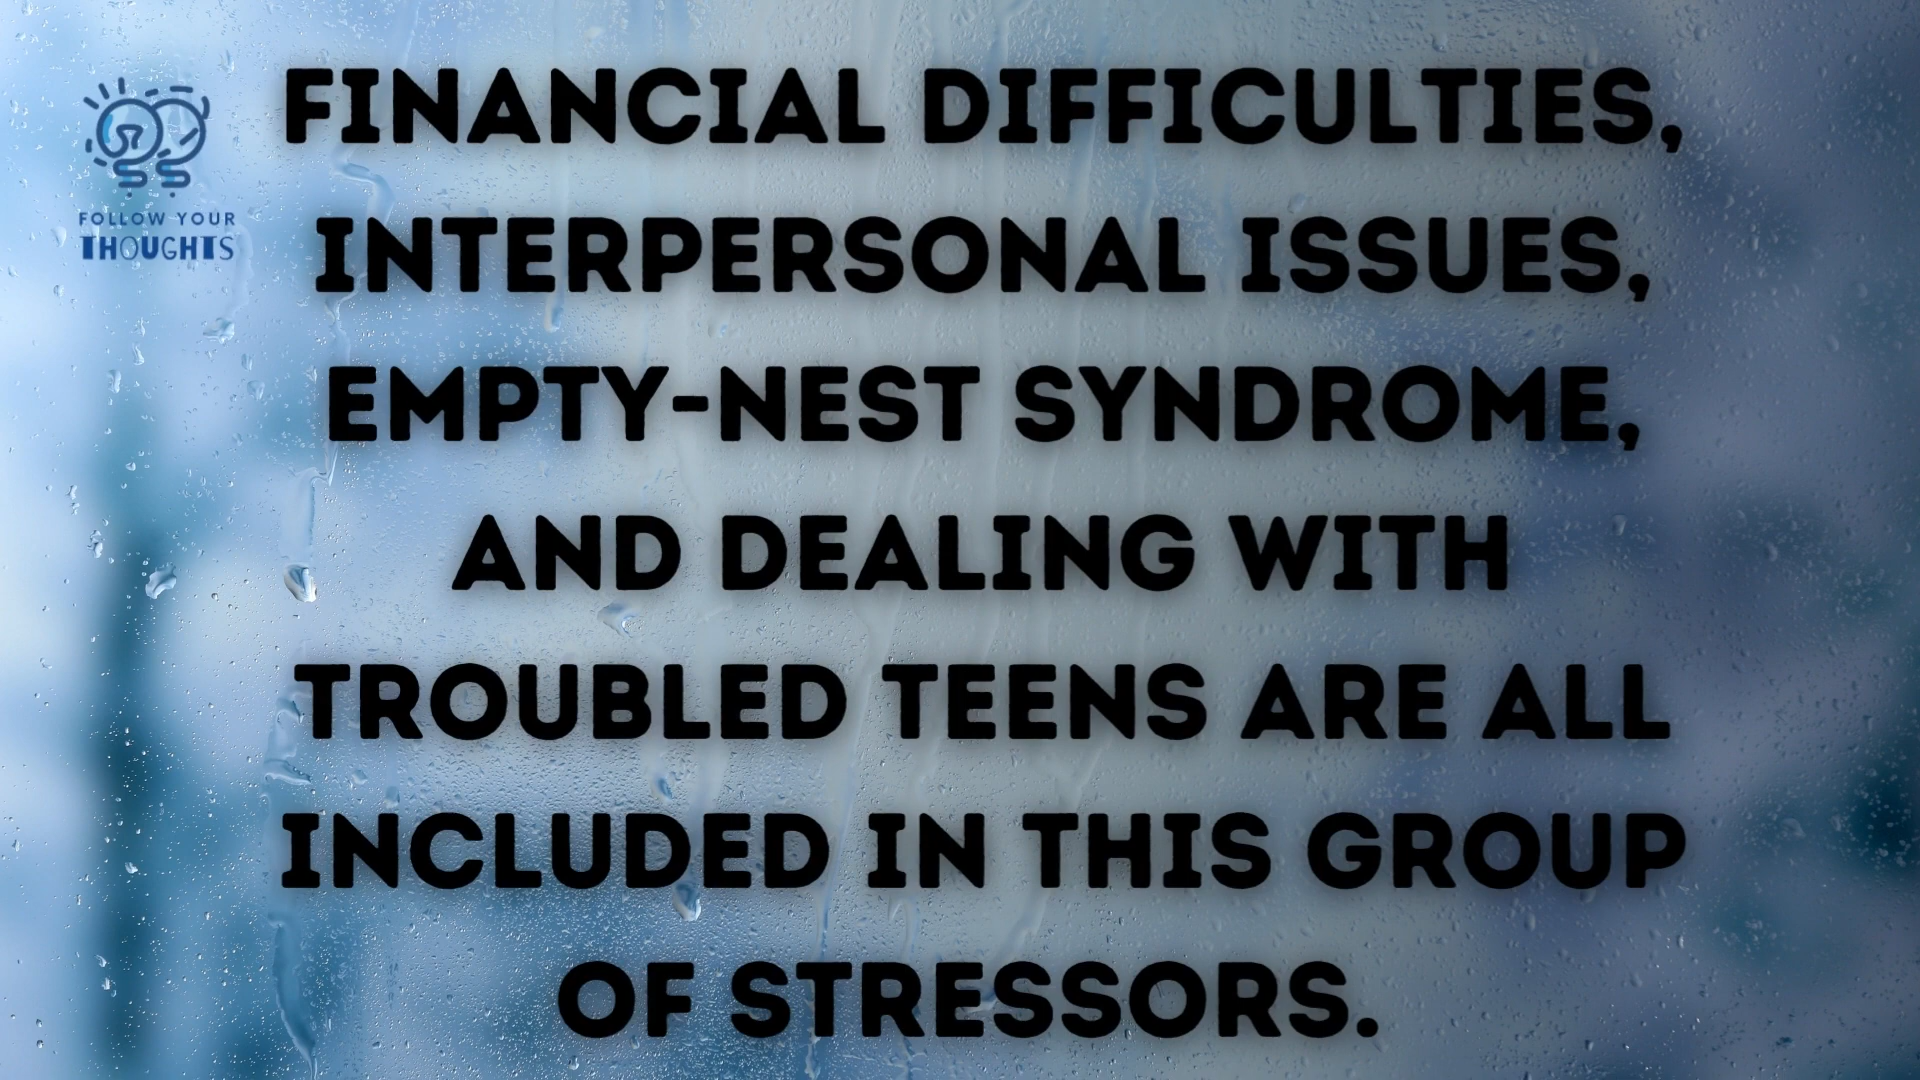 FOLLOW YOUR
THOUGHTS
FINANCIAL DIFFICULTIES,
INTERPERSONAL ISSUES,
EMPTY-NEST SYNDROME,
AND DEALING WITH
TROUBLED TEENS ARE ALL
INCLUDED IN THIS GROUP
OF STRESSORS.